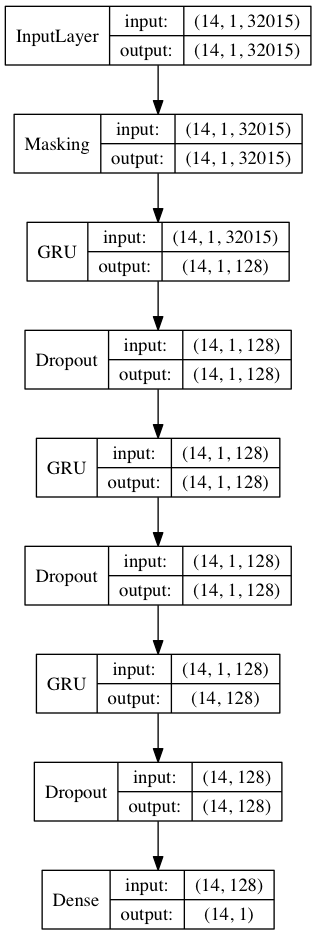 InputLayer input: (14, 1, 32015)
output: (14, 1, 32015)
Masking input: (14, 1, 32015)
output: (14, 1, 32015)
GRU input: (14, 1, 32015)
output: (14, 1, 128)
Dropout input: (14, 1, 128)
output: (14, 1, 128)
GRU input: (14, 1, 128)
output: (14, 1, 128)
Dropout input: (14, 1, 128)
output: (14, 1, 128)
GRU input: (14, 1, 128)
output: (14, 128)
Dropout input: (14, 128)
output: (14, 128)
Dense input: (14, 128)
output: (14, 1)